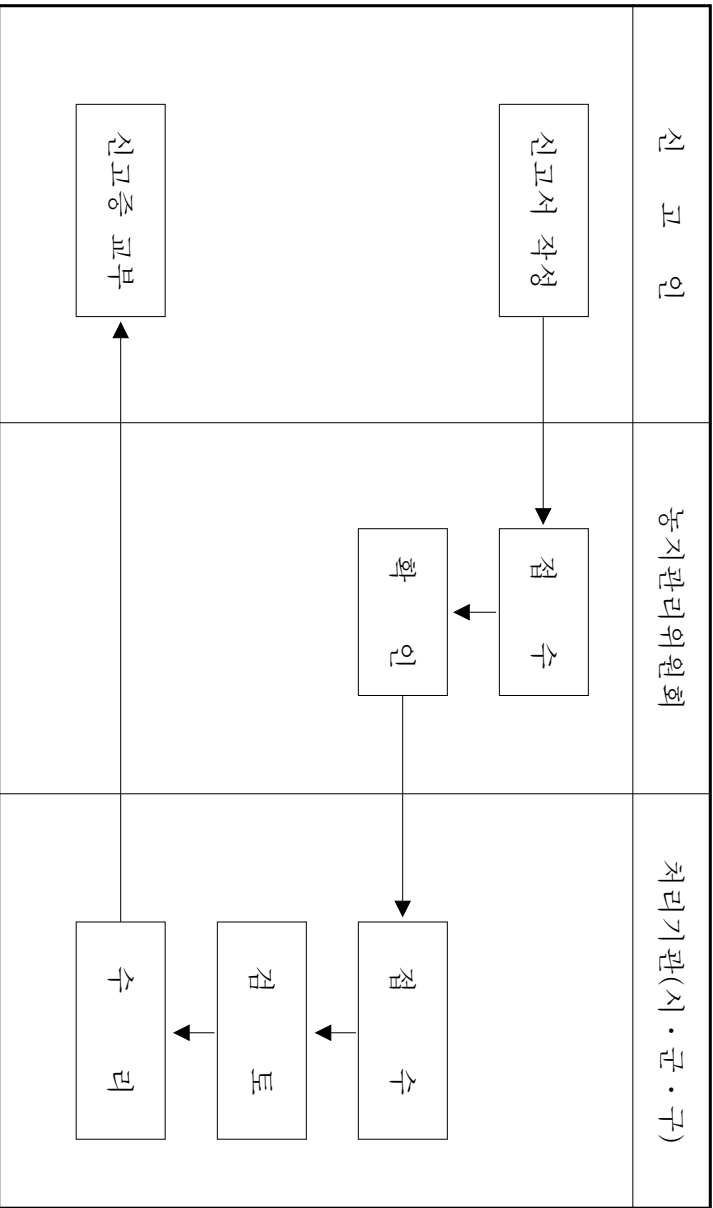 신 고 인
농지관리위원회
처리기관(시·군·구)
신고서 작성
접 수
확 인
접 수
검 토
수 리
신고증 교부